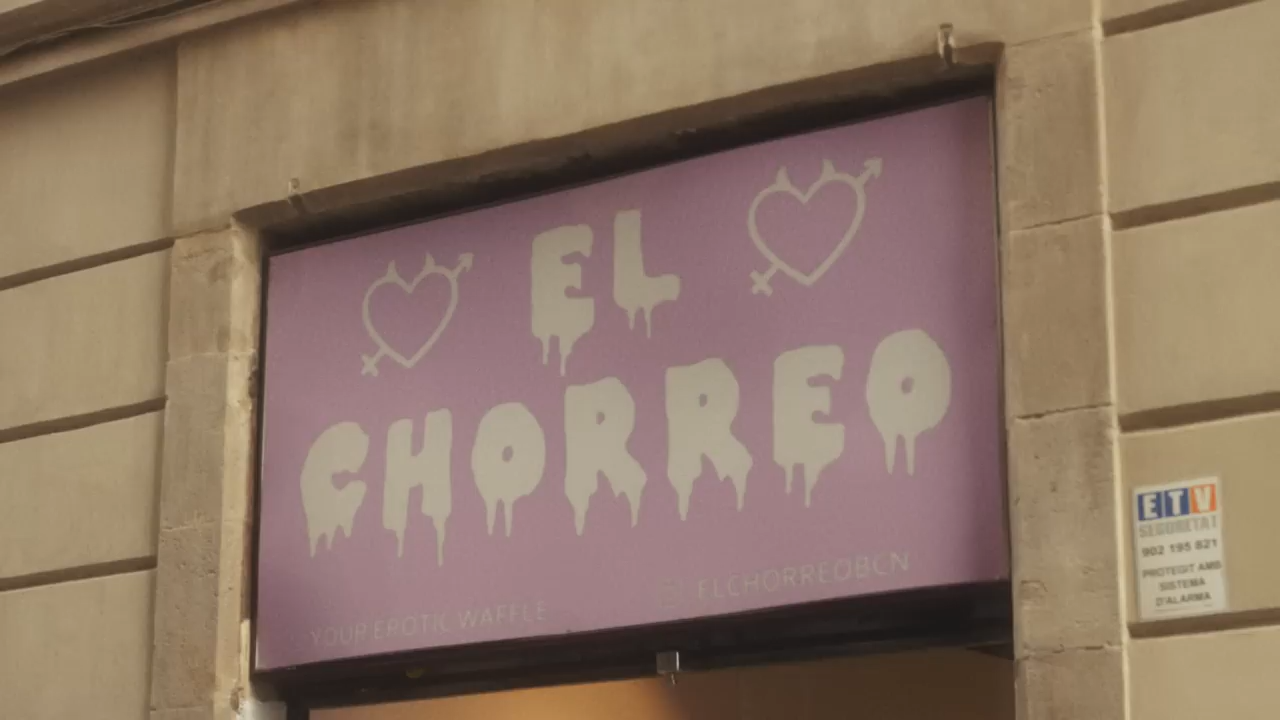 EL
CHORREO
YOUR EROTIC WAFFLE
ELCHORREOBCN
ETV
SEGURETAT
902 195 821
PROTEGIT AMB
SISTEMA
D'ALARMA